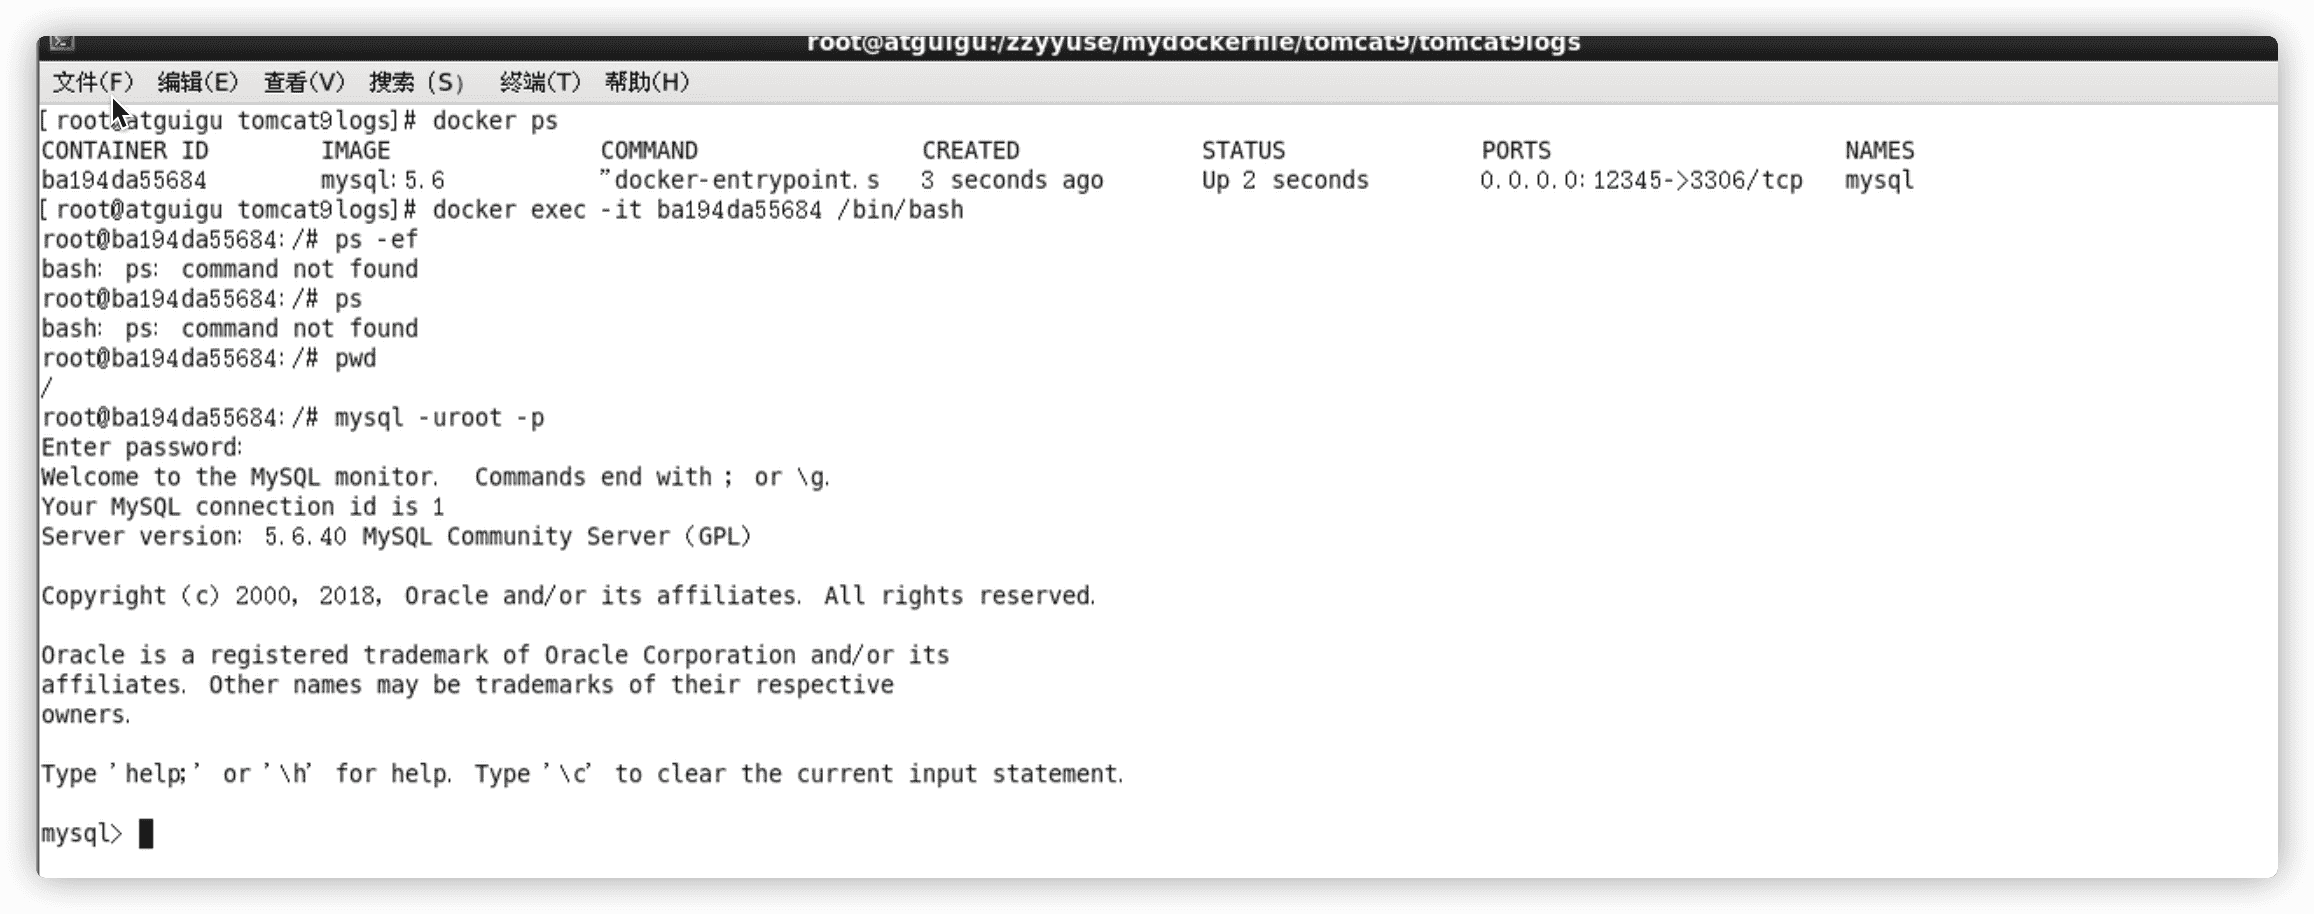 root@atguigu:/zzyyuse/mydockerfile/tomcat9/tomcat9logs
文件(F) 编辑(E) 查看(V) 搜索 (S) 终端(T) 帮助(H)
[root@atguigu tomcat9logs]# docker ps
CONTAINER ID IMAGE COMMAND CREATED STATUS PORTS NAMES
ba194da55684 mysql:5.6 "docker-entrypoint.s 3 seconds ago Up 2 seconds 0.0.0.0:12345->3306/tcp mysql
[root@atguigu tomcat9logs]# docker exec -it ba194da55684 /bin/bash
root@ba194da55684:/# ps -ef
bash: ps: command not found
root@ba194da55684:/# ps
bash: ps: command not found
root@ba194da55684:/# pwd
/
root@ba194da55684:/# mysql -uroot -p
Enter password:
Welcome to the MySQL monitor.  Commands end with ; or \g.
Your MySQL connection id is 1
Server version: 5.6.40 MySQL Community Server (GPL)
Copyright (c) 2000, 2018, Oracle and/or its affiliates. All rights reserved.
Oracle is a registered trademark of Oracle Corporation and/or its
affiliates. Other names may be trademarks of their respective
owners.
Type 'help;' or '\h' for help. Type '\c' to clear the current input statement.
mysql>